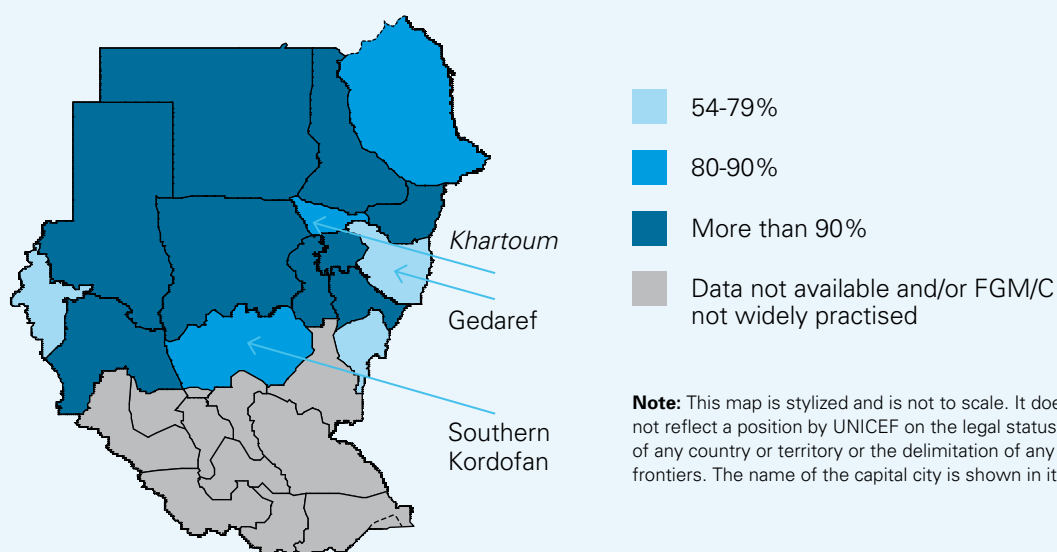 Khartoum
Gedaref
Southern
Kordofan
54-79%
80-90%
More than 90%
Data not available and/or FGM/C
not widely practised
Note: This map is stylized and is not to scale. It does
not reflect a position by UNICEF on the legal status
of any country or territory or the delimitation of any
frontiers. The name of the capital city is shown in